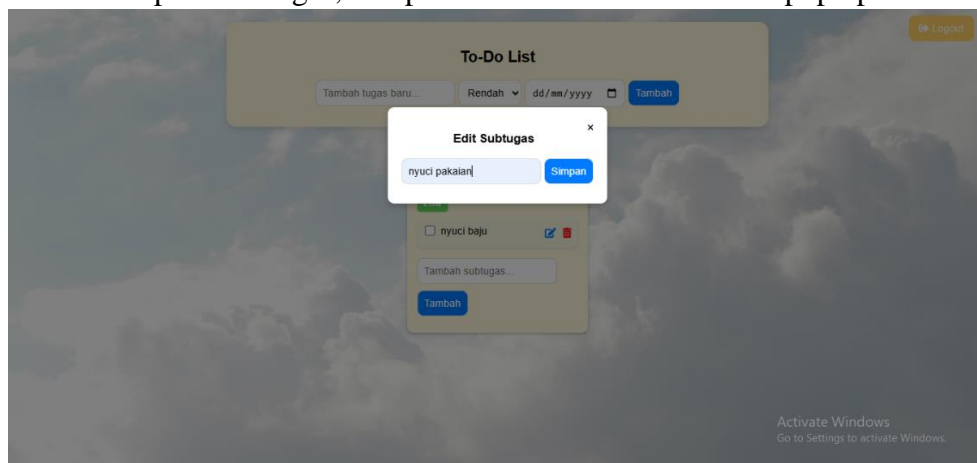 Logout
To-Do List
Tambah tugas baru... Rendah dd/mm/yyyy Tambah
×
Edit Subtugas
nyuci pakaian Simpan
nyuci baju
Tambah subtugas...
Tambah
Activate Windows
Go to Settings to activate Windows.